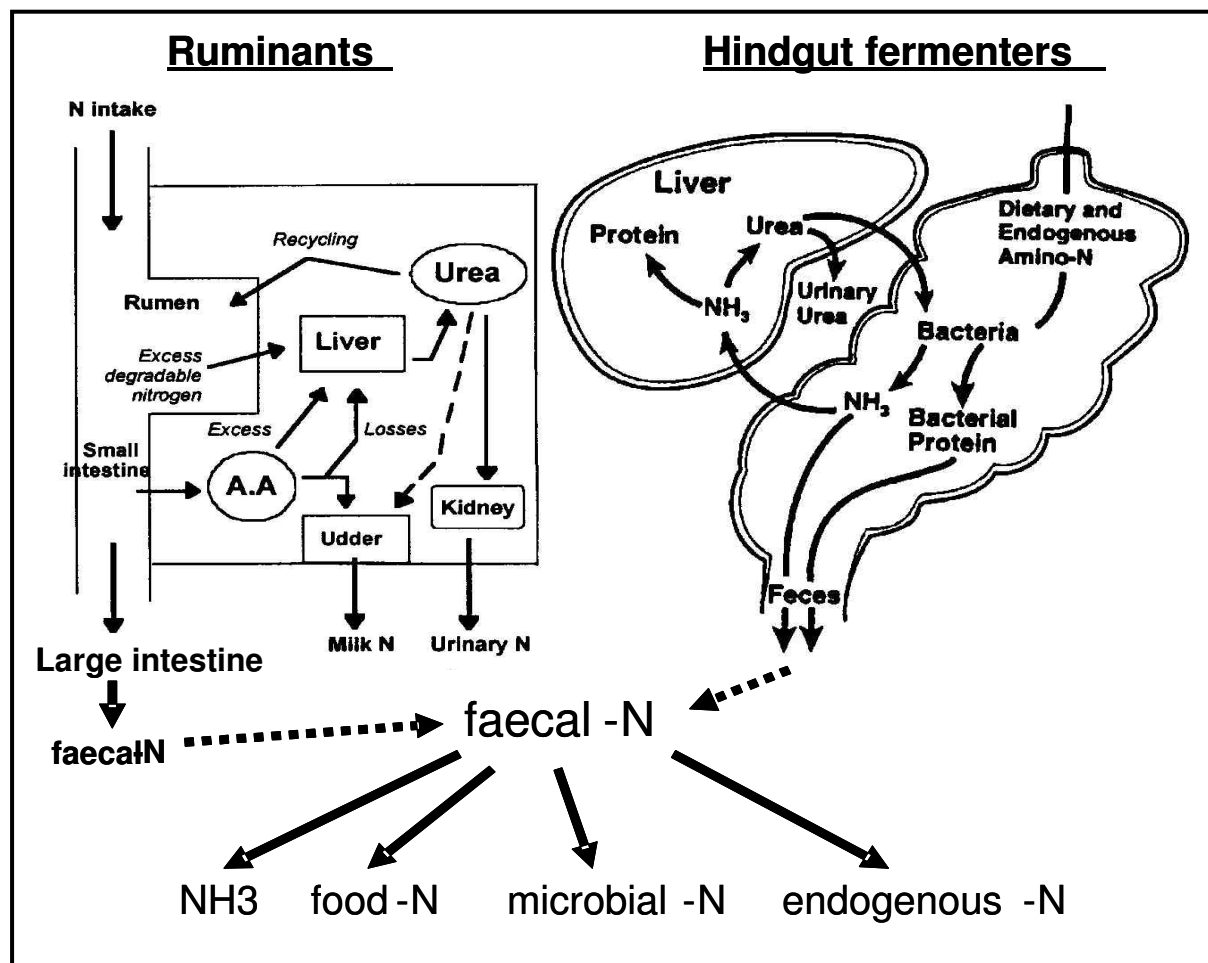 Ruminants
Hindgut fermenters
N intake
Recycling
Urea
Rumen
Liver
Excess
degradable
nitrogen
Excess
Losses
Small
intestine
A.A
Kidney
Udder
Milk N
Urinary N
Large intestine
faecal-N
Liver
Protein
Urea
NH3
Urinary
Urea
Dietary and
Endogenous
Amino-N
Bacteria
NH3
Bacterial
Protein
Feces
faecal -N
NH3
food -N
microbial -N
endogenous -N